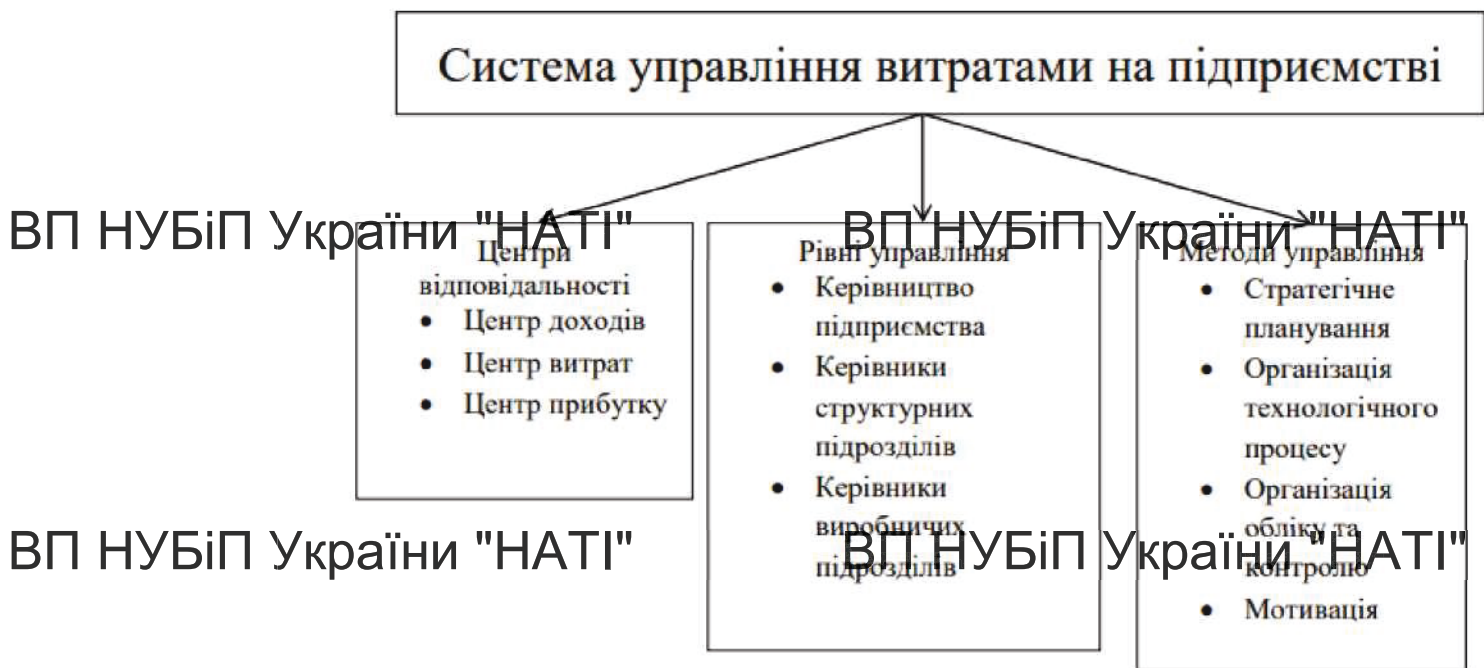 Система управління витратами на підприємстві
ВП НУБіП України "НАТІ"
ВП НУБіП України "НАТІ"
Центри
відповідальності
• Центр доходів
• Центр витрат
• Центр прибутку
Рівні управління
• Керівництво
підприємства
• Керівники
структурних
підрозділів
• Керівники
виробничих
підрозділів
Методи управління
• Стратегічне
планування
• Організація
технологічного
процесу
• Організація
обліку та
контролю
• Мотивація
ВП НУБіП України "НАТІ"
ВП НУБіП України "НАТІ"